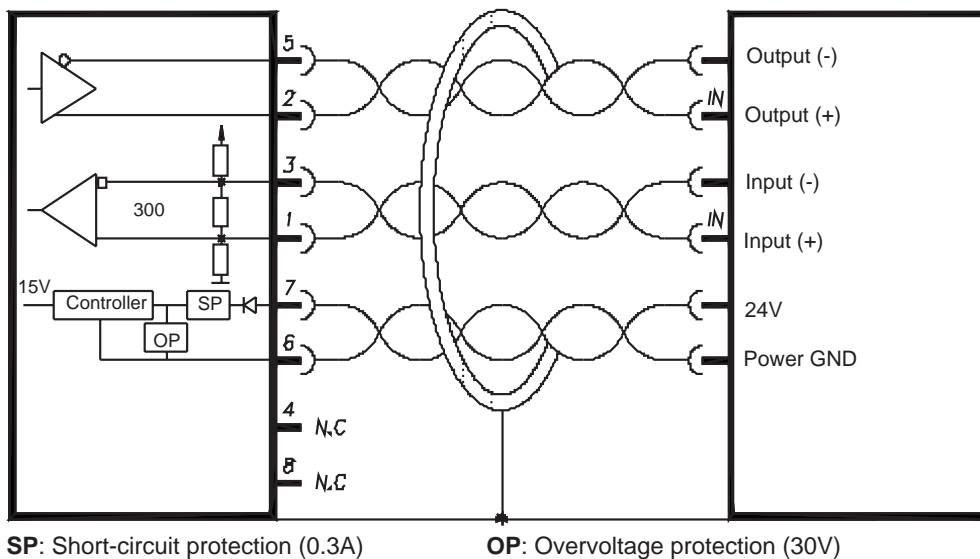 5
Output (-)
2
IN
Output (+)
3
Input (-)
300
1
IN
Input (+)
15V
Controller
SP
7
24V
OP
6
Power GND
4
N.C
8
N.C
SP: Short-circuit protection (0.3A)
OP: Overvoltage protection (30V)